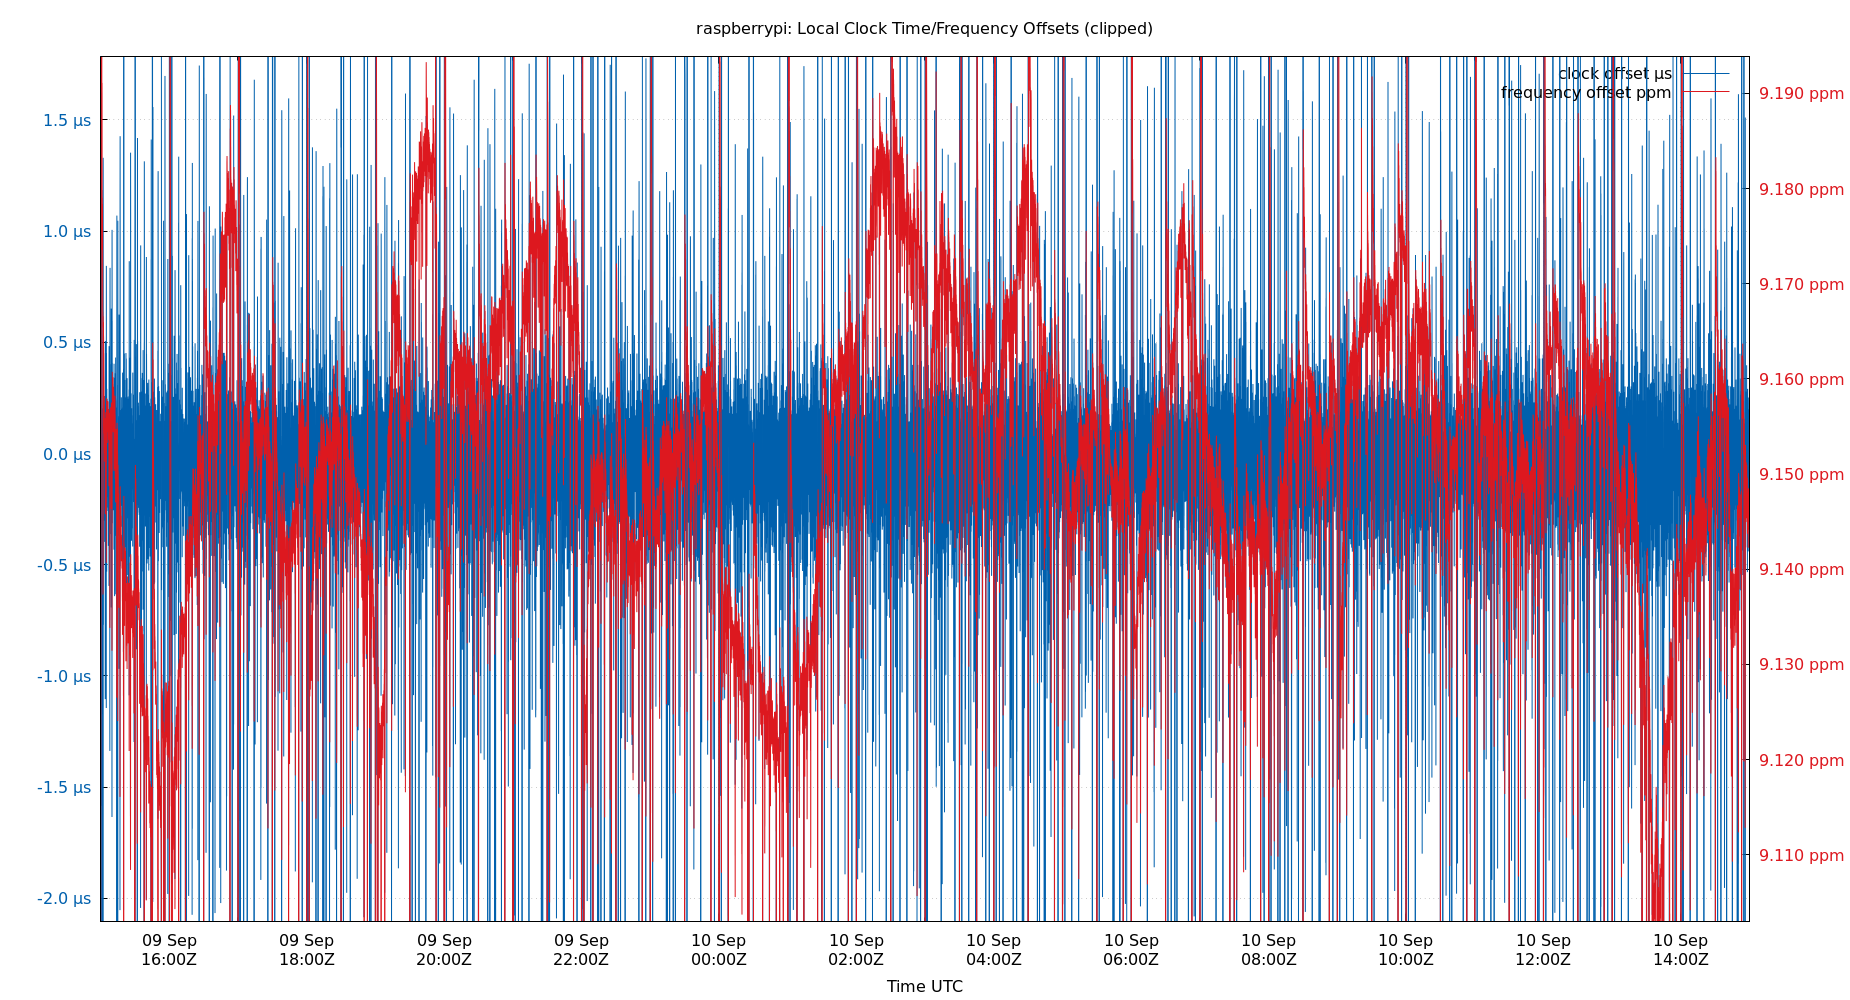 raspberrypi: Local Clock Time/Frequency Offsets (clipped)
clock offset µs
frequency offset ppm
1.5 µs
1.0 µs
0.5 µs
0.0 µs
-0.5 µs
-1.0 µs
-1.5 µs
-2.0 µs
9.190 ppm
9.180 ppm
9.170 ppm
9.160 ppm
9.150 ppm
9.140 ppm
9.130 ppm
9.120 ppm
9.110 ppm
09 Sep 09 Sep 09 Sep 09 Sep 10 Sep 10 Sep 10 Sep 10 Sep 10 Sep 10 Sep 10 Sep 10 Sep
16:00Z 18:00Z 20:00Z 22:00Z 00:00Z 02:00Z 04:00Z 06:00Z 08:00Z 10:00Z 12:00Z 14:00Z
Time UTC